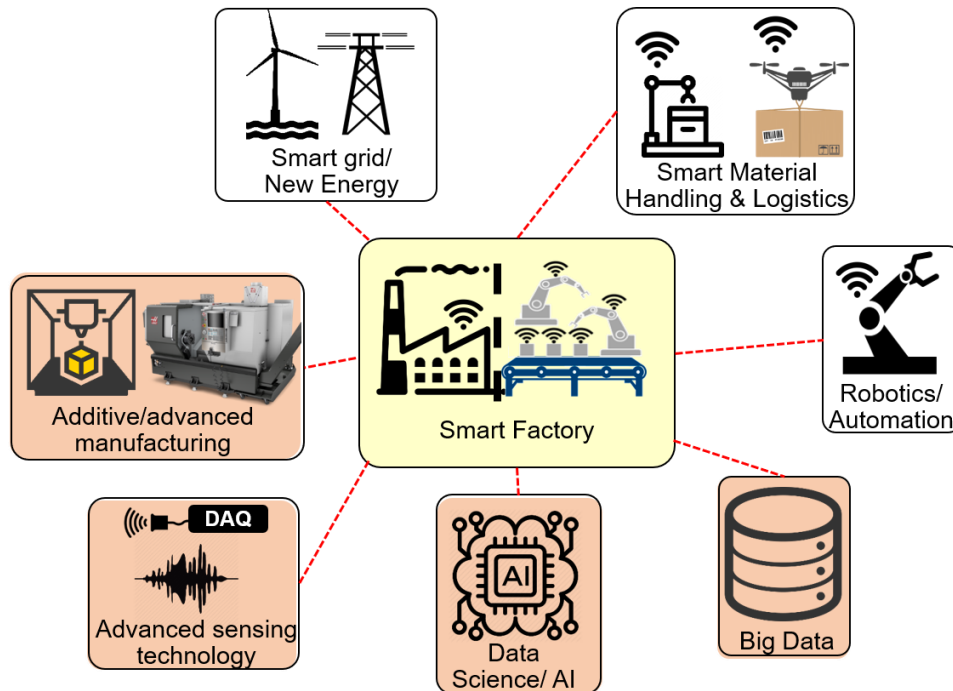 Smart grid/
New Energy
Smart Material
Handling & Logistics
Additive/advanced
manufacturing
Smart Factory
Robotics/
Automation
DAQ
Advanced sensing
technology
AI
Data
Science/ AI
Big Data